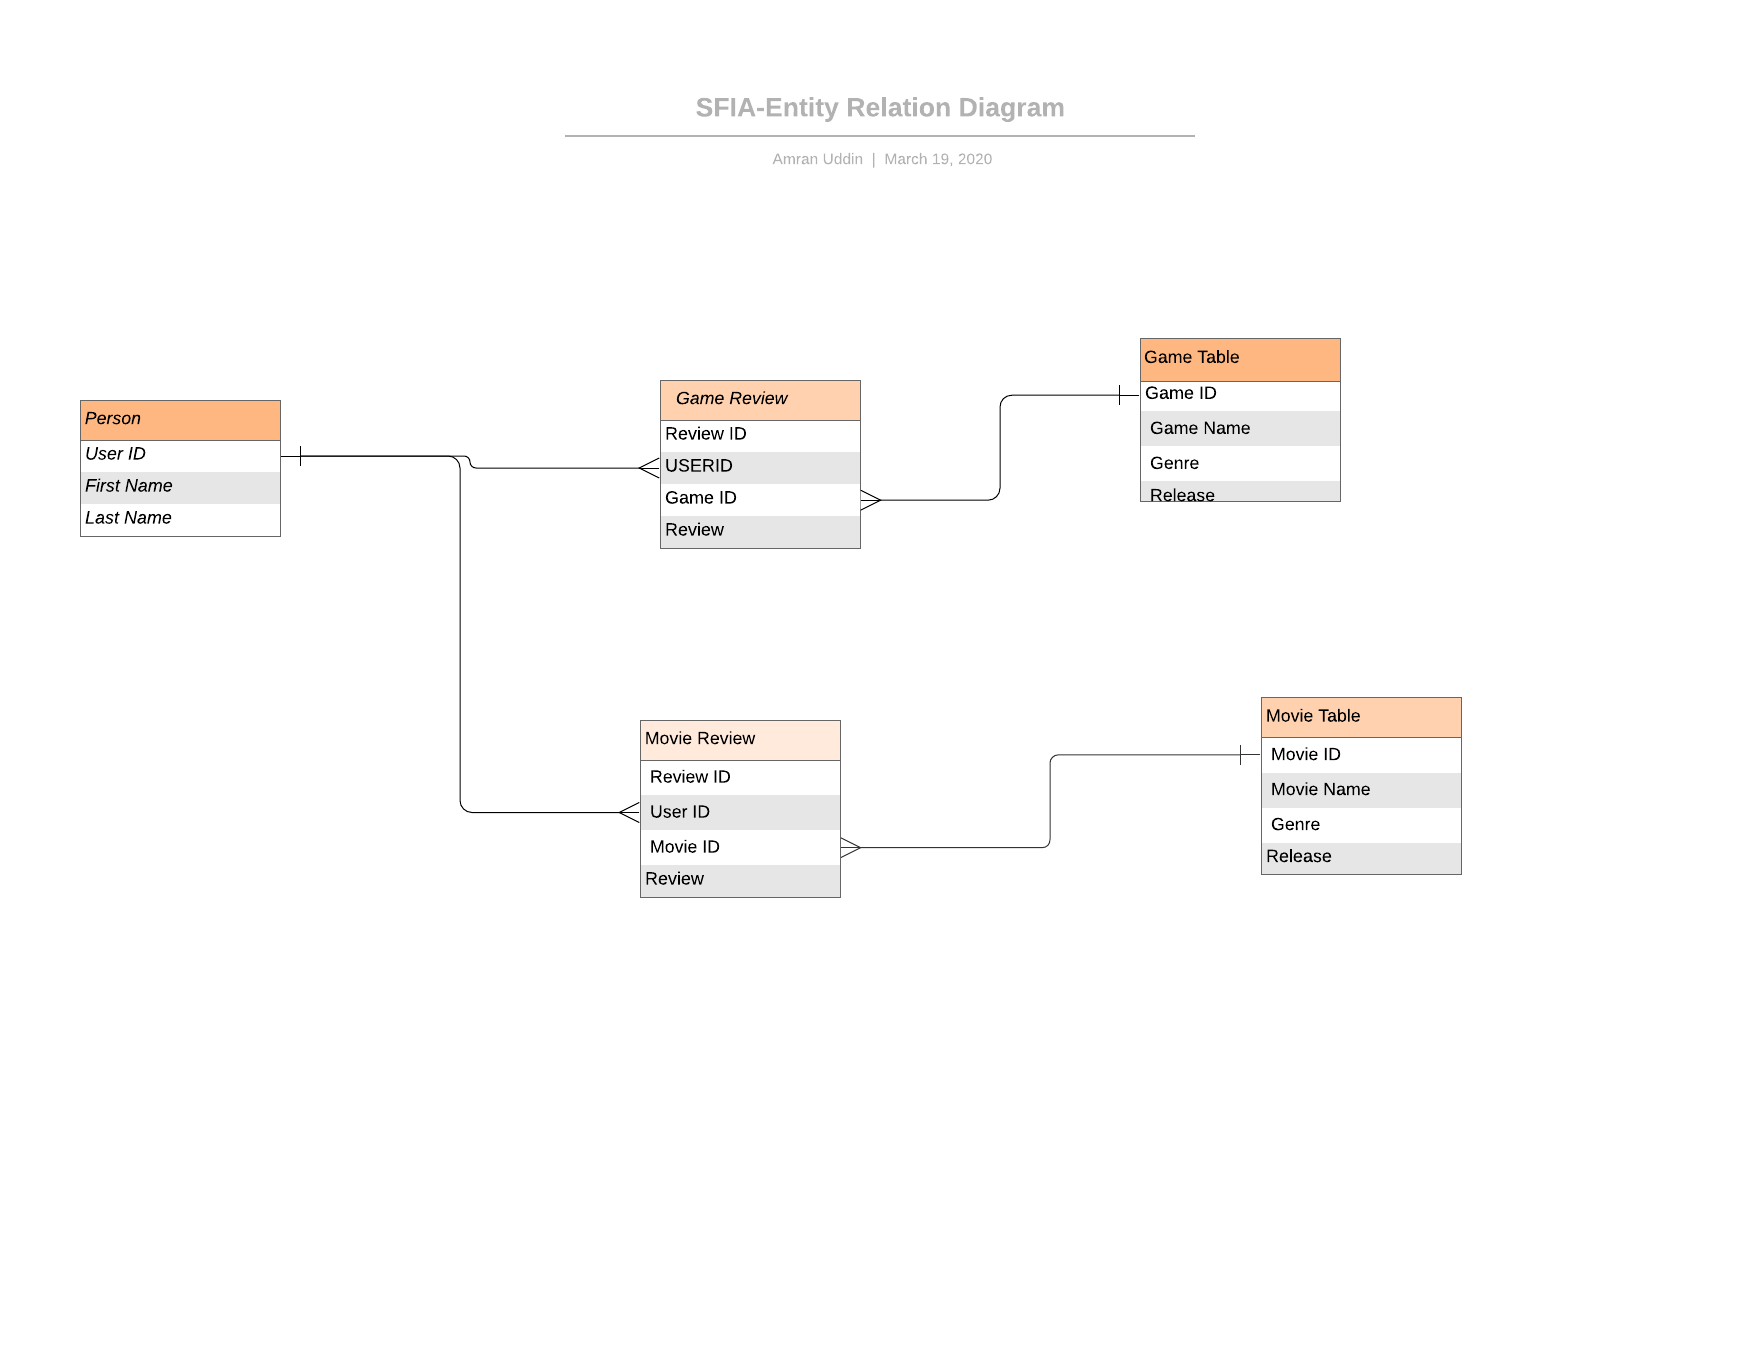 SFIA-Entity Relation Diagram
Amran Uddin | March 19, 2020
Person
User ID
First Name
Last Name
Game Review
Review ID
USERID
Game ID
Review
Game Table
Game ID
Game Name
Genre
Release
Movie Review
Review ID
User ID
Movie ID
Review
Movie Table
Movie ID
Movie Name
Genre
Release